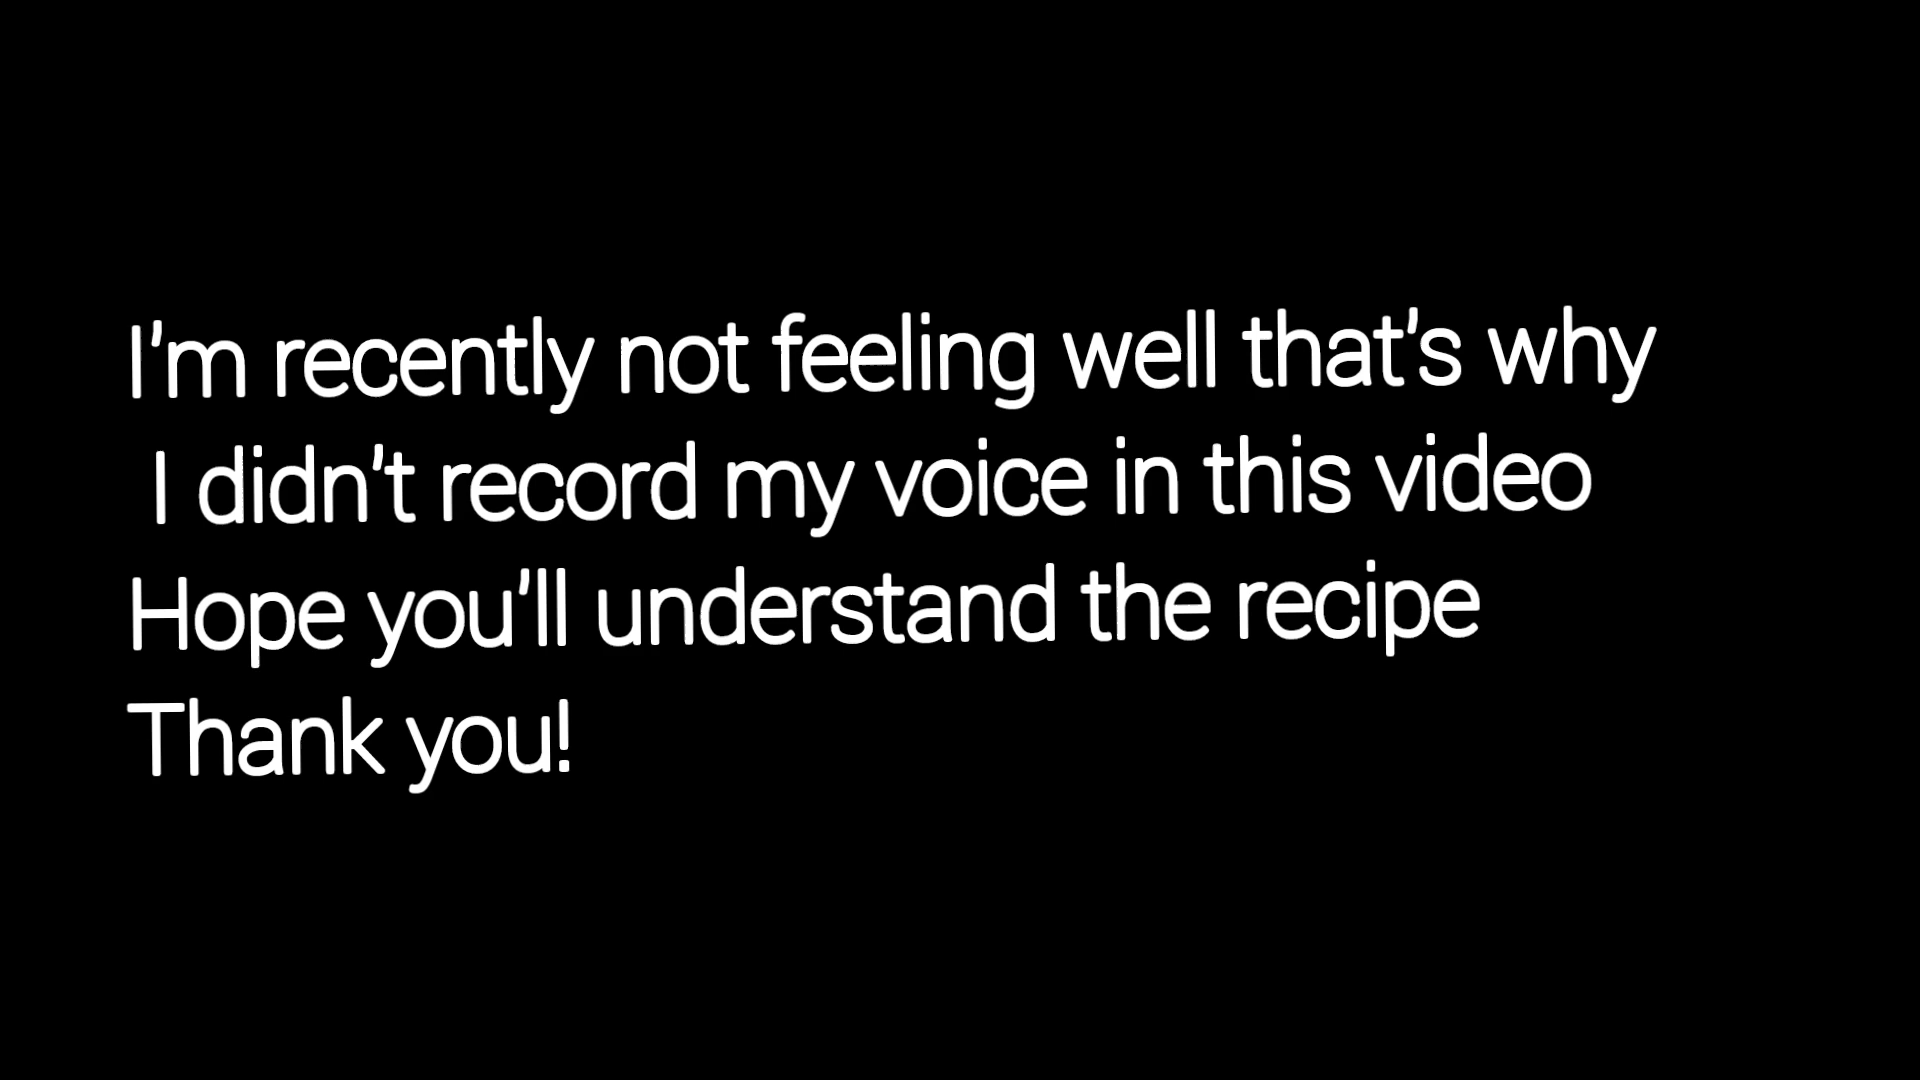 I'm recently not feeling well that's why
I didn't record my voice in this video
Hope you'll understand the recipe
Thank you!